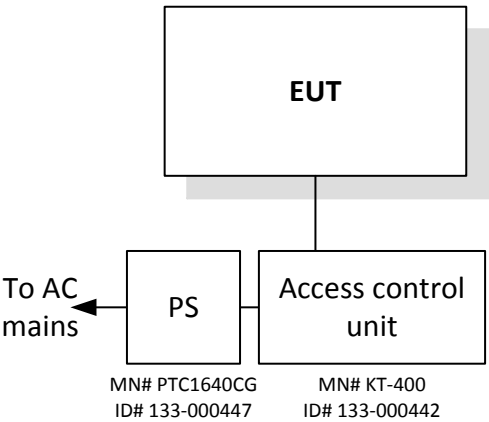 EUT
To AC
mains
PS
Access control
unit
MN# PTC1640CG
ID# 133-000447
MN# KT-400
ID# 133-000442